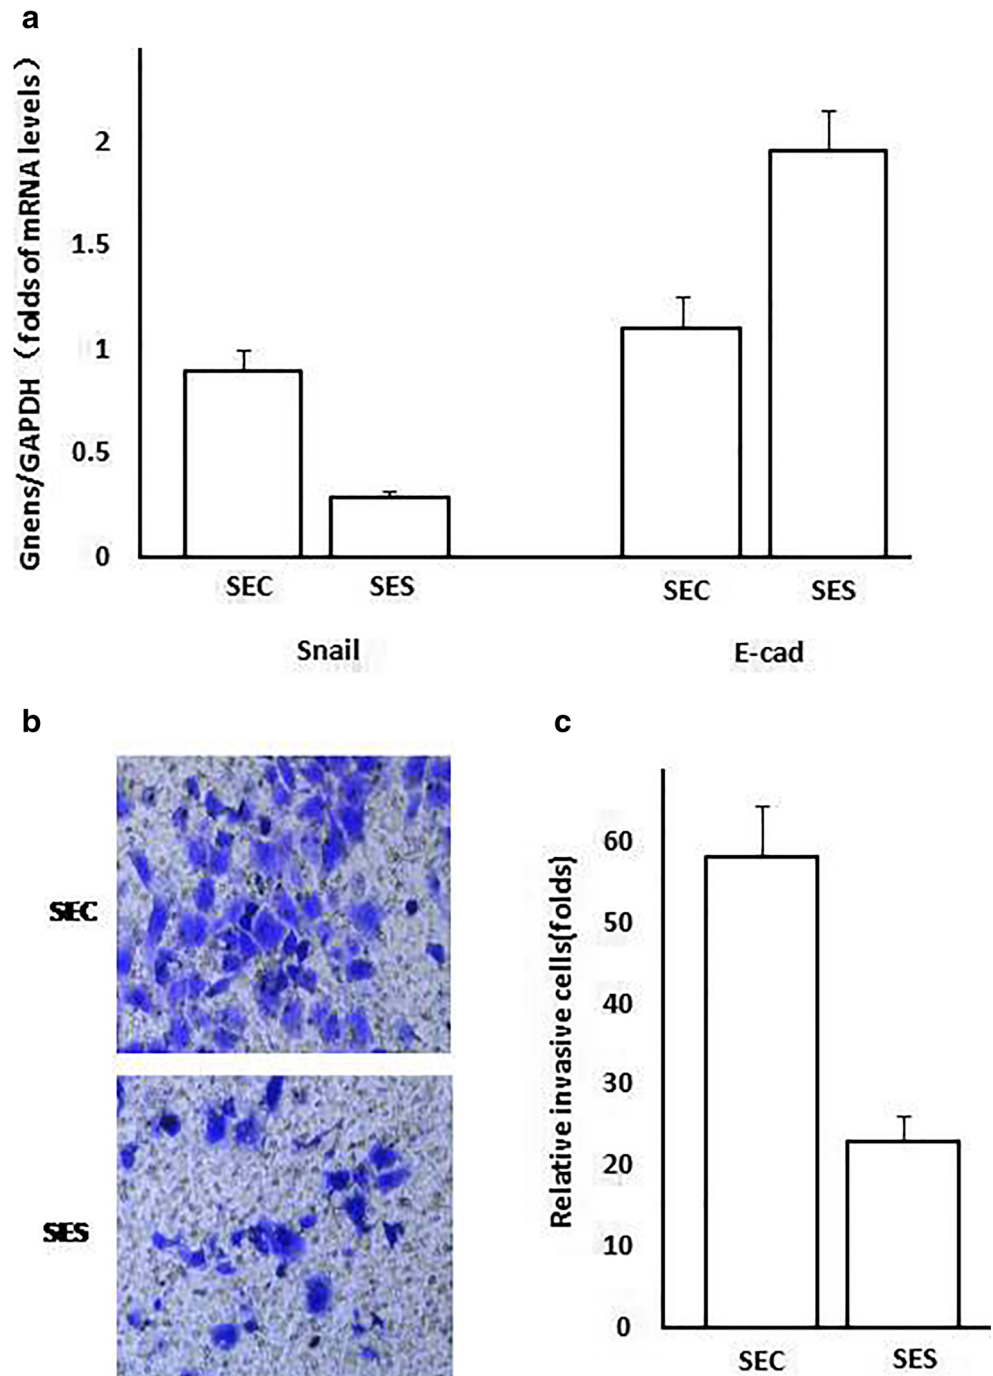 a
Gnens/GAPDH (folds of mRNA levels)
2
1.5
1
0.5
0
SEC
SES
SEC
SES
Snail
E-cad
b
SEC
SES
c
Relative invasive cells(folds)
60
50
40
30
20
10
0
SEC
SES